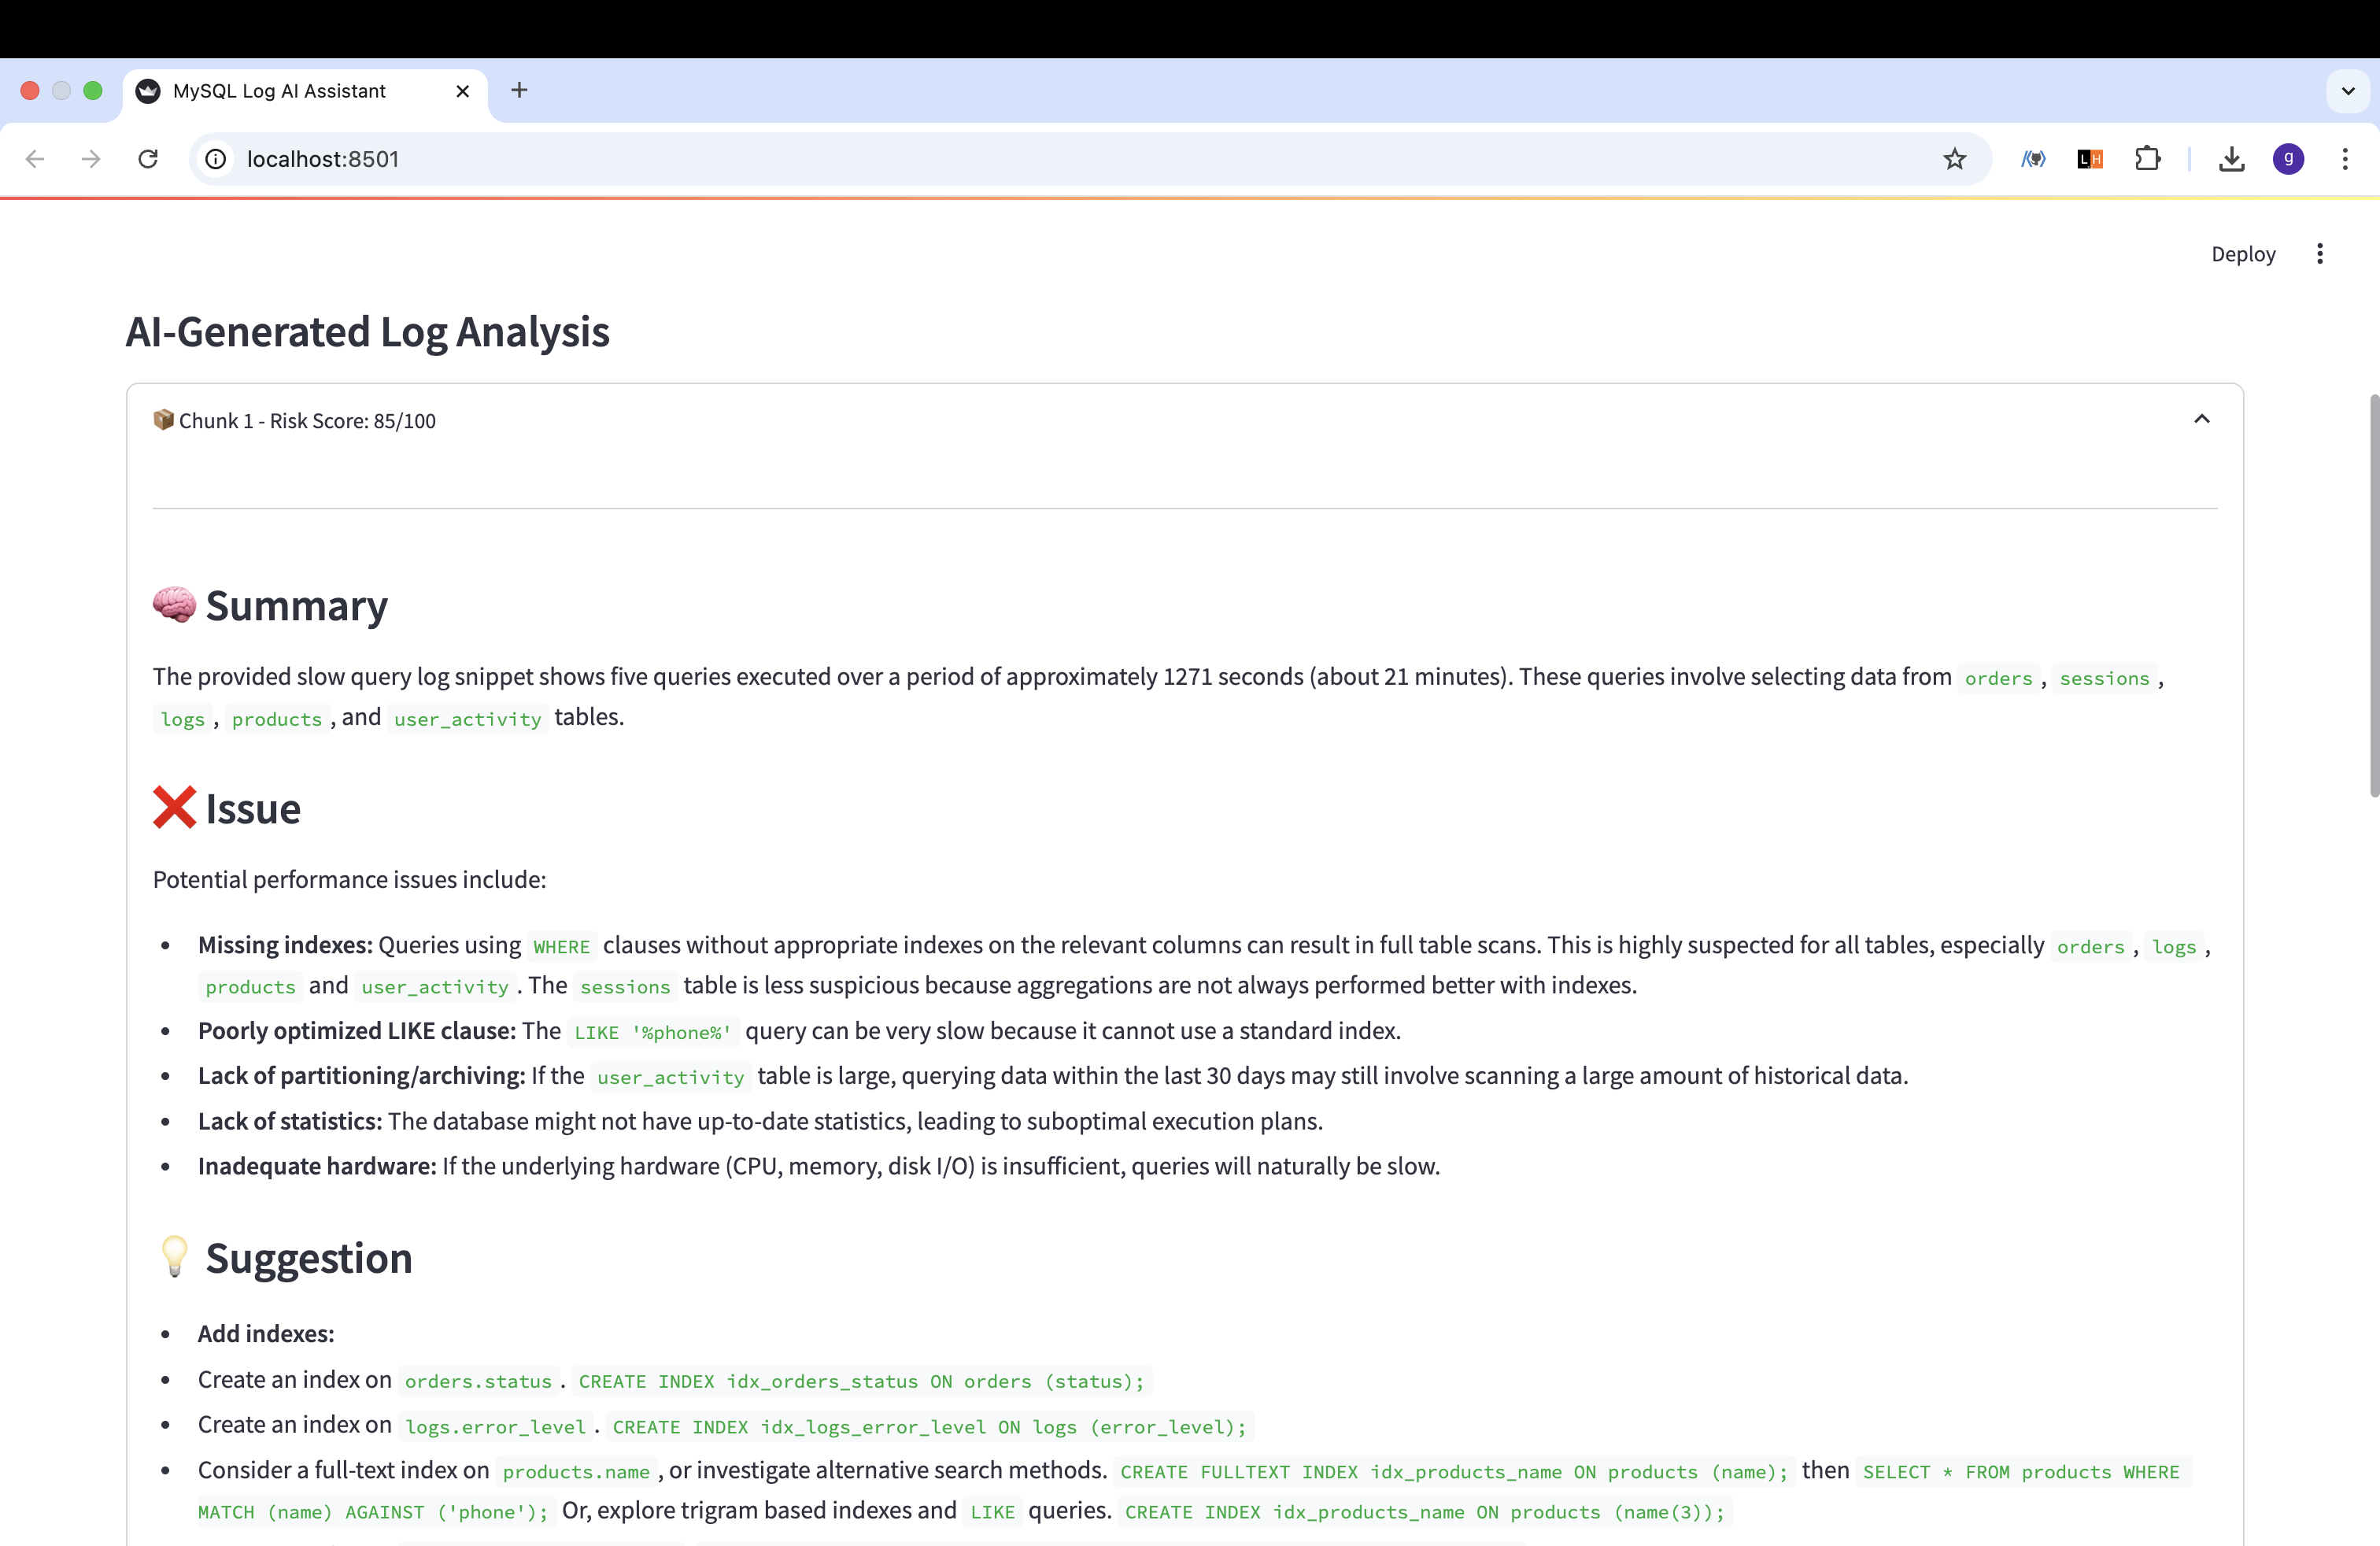 MySQL Log AI Assistant
localhost:8501
LH
g
Deploy
AI-Generated Log Analysis
📦 Chunk 1 - Risk Score: 85/100
🧠 Summary
The provided slow query log snippet shows five queries executed over a period of approximately 1271 seconds (about 21 minutes). These queries involve selecting data from orders , sessions ,
logs , products , and user_activity tables.
❌ Issue
Potential performance issues include:
• Missing indexes: Queries using WHERE clauses without appropriate indexes on the relevant columns can result in full table scans. This is highly suspected for all tables, especially orders , logs ,
products and user_activity . The sessions table is less suspicious because aggregations are not always performed better with indexes.
• Poorly optimized LIKE clause: The LIKE '%phone%' query can be very slow because it cannot use a standard index.
• Lack of partitioning/archiving: If the user_activity table is large, querying data within the last 30 days may still involve scanning a large amount of historical data.
• Lack of statistics: The database might not have up-to-date statistics, leading to suboptimal execution plans.
• Inadequate hardware: If the underlying hardware (CPU, memory, disk I/O) is insufficient, queries will naturally be slow.
💡 Suggestion
• Add indexes:
• Create an index on orders.status . CREATE INDEX idx_orders_status ON orders (status);
• Create an index on logs.error_level . CREATE INDEX idx_logs_error_level ON logs (error_level);
• Consider a full-text index on products.name , or investigate alternative search methods. CREATE FULLTEXT INDEX idx_products_name ON products (name); then SELECT * FROM products WHERE
MATCH (name) AGAINST ('phone'); Or, explore trigram based indexes and LIKE queries. CREATE INDEX idx_products_name ON products (name(3));